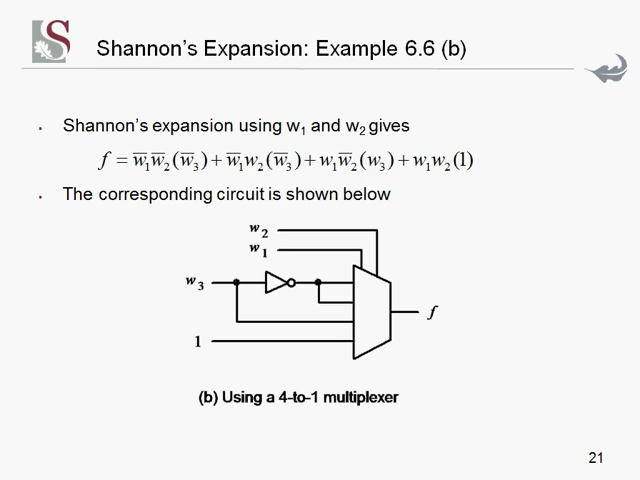 S
Shannon's Expansion: Example 6.6 (b)
Shannon's expansion using w₁ and w₂ gives
f = w̅₁w̅₂(w̅₃) + w̅₁w₂(w̅₃) + w₁w̅₂(w₃) + w₁w₂(1)
The corresponding circuit is shown below
w₂
w₁
w₃
f
1
(b) Using a 4-to-1 multiplexer
21